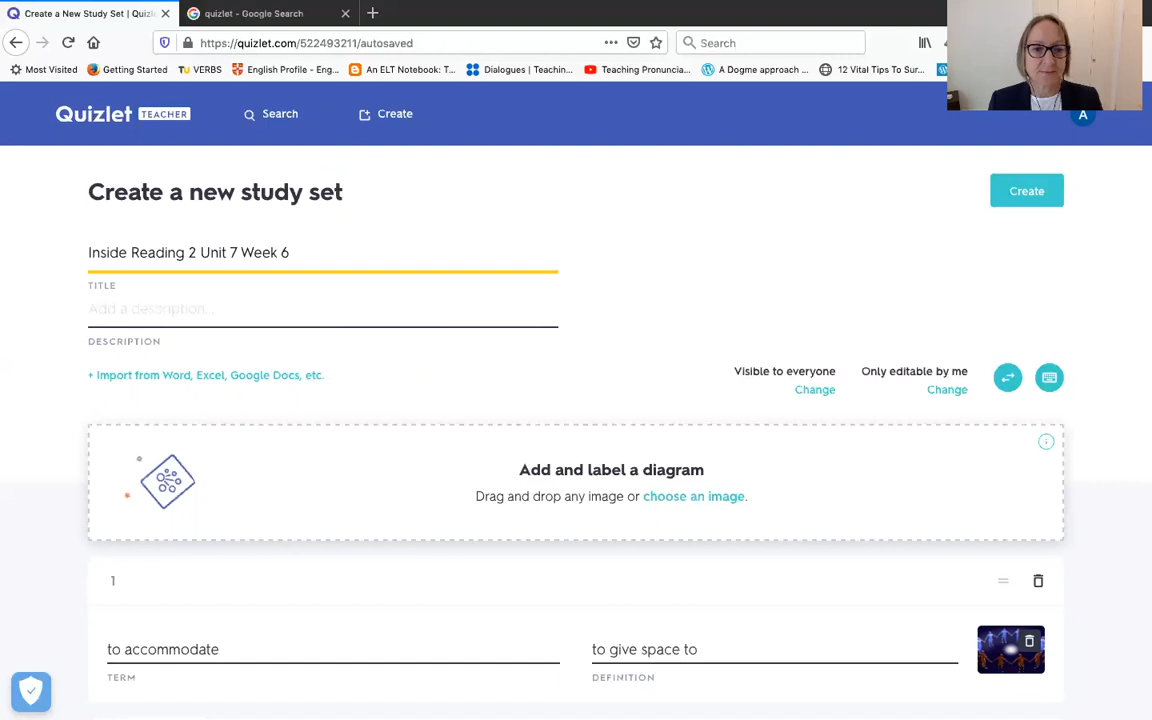 Create a New Study Set | Quizl
quizlet - Google Search
https://quizlet.com/522493211/autosaved
Search
Most Visited
Getting Started
TU VERBS
English Profile - Eng...
An ELT Notebook: T...
Dialogues | Teachin...
Teaching Pronuncia...
A Dogme approach ...
12 Vital Tips To Sur...
Quizlet TEACHER
Search
Create
A
Create a new study set
Create
Inside Reading 2 Unit 7 Week 6
TITLE
Add a description...
DESCRIPTION
+ Import from Word, Excel, Google Docs, etc.
Visible to everyone
Change
Only editable by me
Change
Add and label a diagram
Drag and drop any image or choose an image.
1
to accommodate
TERM
to give space to
DEFINITION